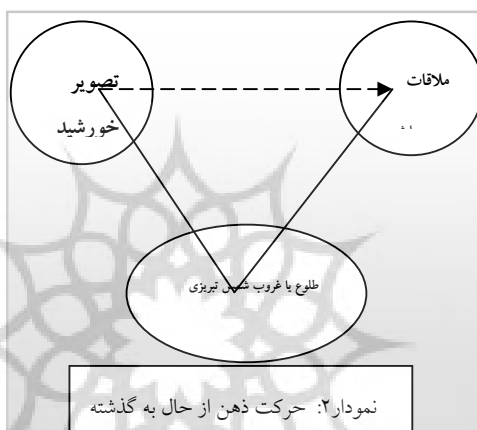 ملاقات
تصویر
خورشید
طلوع یا غروب شمس تبریزی
نمودار۲: حرکت ذهن از حال به گذشته